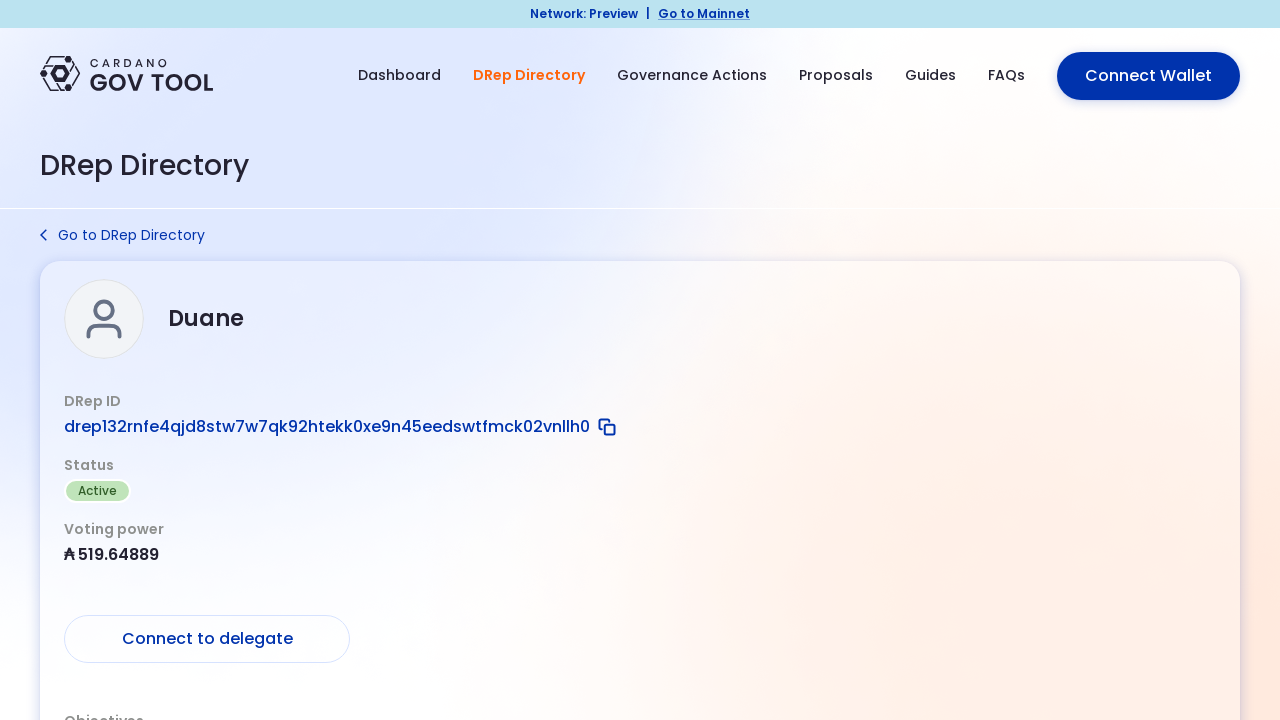 Network: Preview | Go to Mainnet
CARDANO
GOV TOOL
Dashboard
DRep Directory
Governance Actions
Proposals
Guides
FAQs
Connect Wallet
DRep Directory
Go to DRep Directory
Duane
DRep ID
drep132rnfe4qjd8stw7w7qk92htekk0xe9n45eedswtfmck02vnllh0
Status
Active
Voting power
₳ 519.64889
Connect to delegate
Objectives